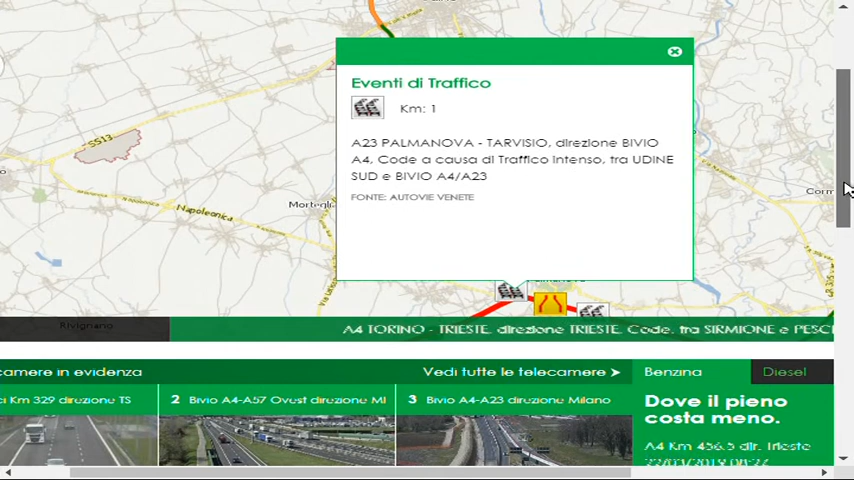 SS13
Napoleonica
Morteg
Corm
Eventi di Traffico
Km: 1
A23 PALMANOVA - TARVISIO, direzione BIVIO
A4, Code a causa di Traffico Intenso, tra UDINE
SUD e BIVIO A4/A23
FONTE: AUTOVIE VENETE
Rivignano
A4 TORINO - TRIESTE, direzione TRIESTE, Code, tra SIRMIONE e PESC
camere in evidenza
Vedi tutte le telecamere ➤
Benzina
Diesel
ci Km 329 direzione TS
2 Bivio A4-A57 Ovest direzione MI
3 Bivio A4-A23 direzione Milano
Dove il pieno
costa meno.
A4 Km 456.5 dir. Trieste